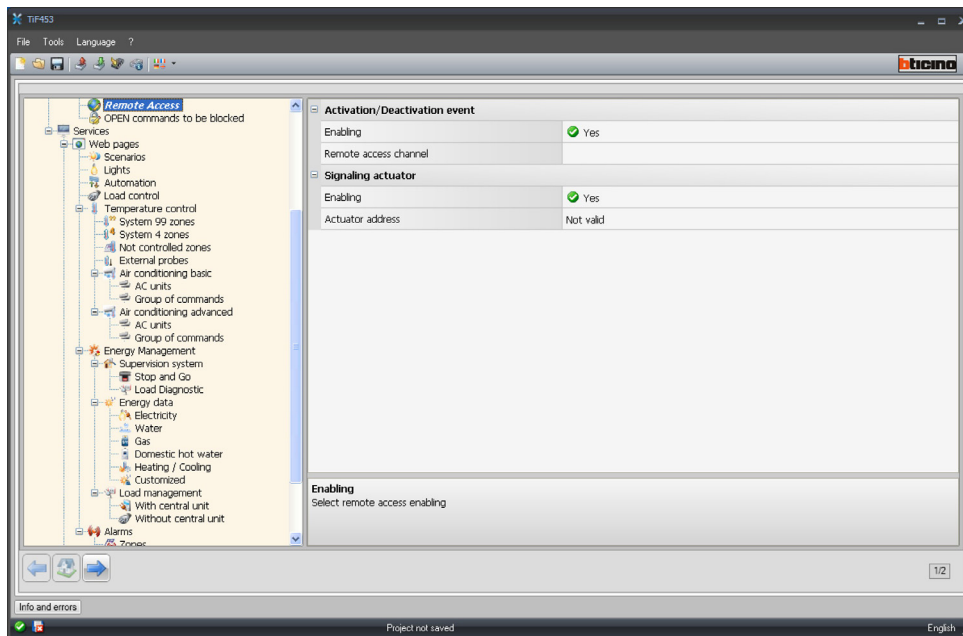 TiF453
File Tools Language ?
bticino
Remote Access
OPEN commands to be blocked
Services
Web pages
Scenarios
Lights
Automation
Load control
Temperature control
System 99 zones
System 4 zones
Not controlled zones
External probes
Air conditioning basic
AC units
Group of commands
Air conditioning advanced
AC units
Group of commands
Energy Management
Supervision system
Stop and Go
Load Diagnostic
Energy data
Electricity
Water
Gas
Domestic hot water
Heating / Cooling
Customized
Load management
With central unit
Without central unit
Alarms
Zones
Activation/Deactivation event
Enabling Yes
Remote access channel
Signaling actuator
Enabling Yes
Actuator address Not valid
Enabling
Select remote access enabling
1/2
Info and errors
Project not saved English